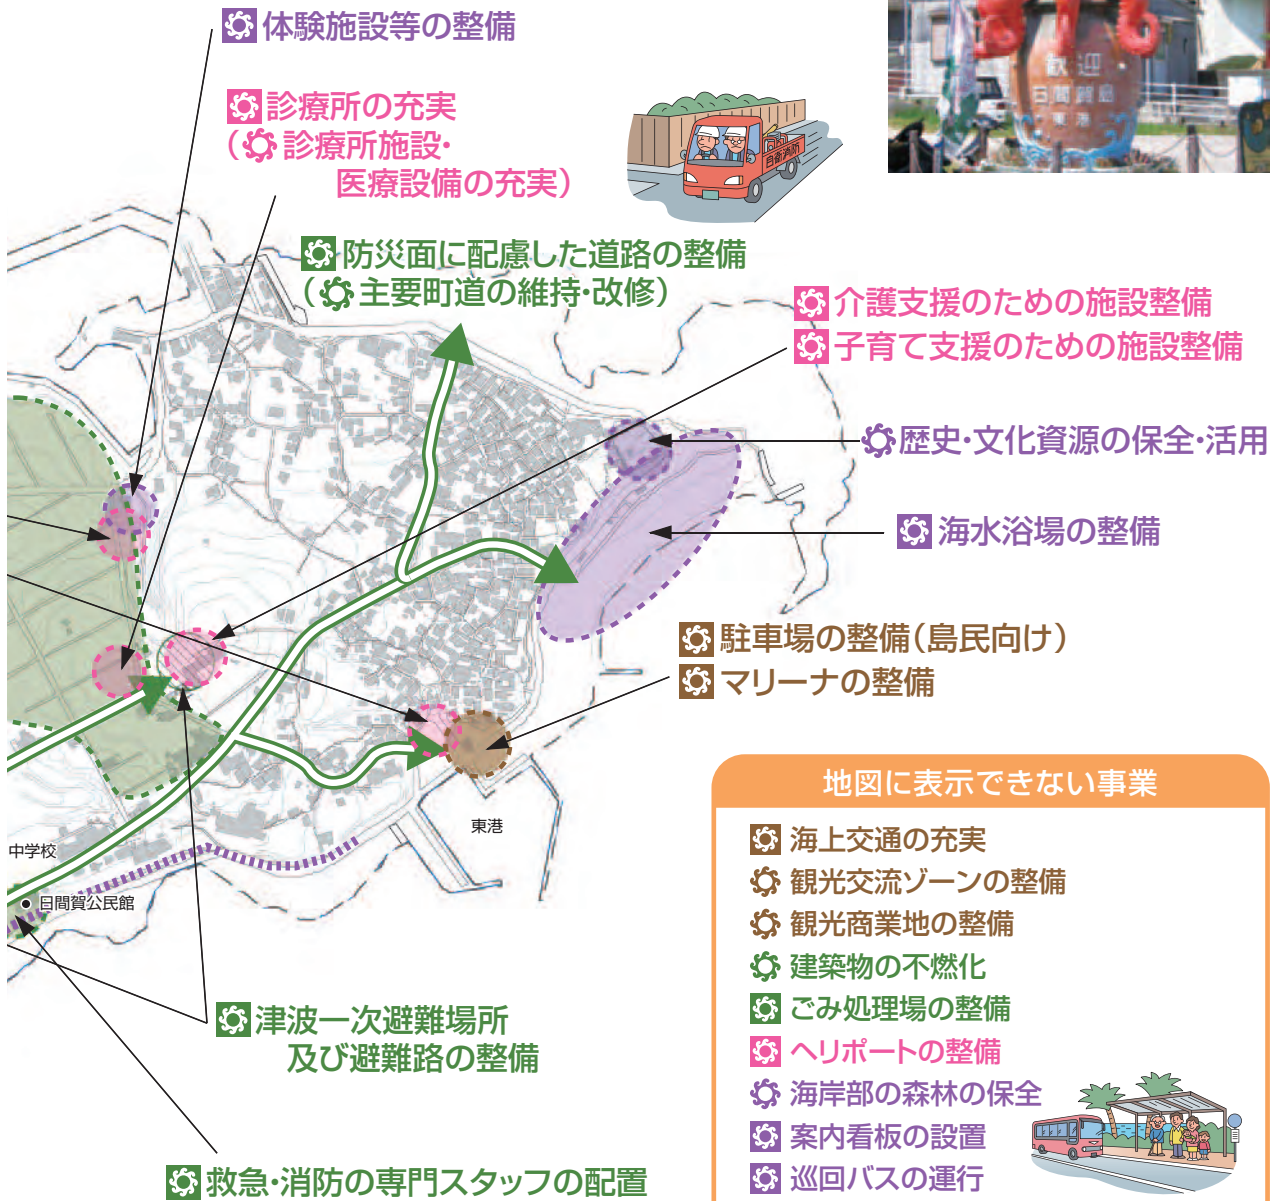 体験施設等の整備
診療所の充実
(診療所施設・
医療設備の充実)
自衛消防
BIG
歓迎
日間賀島
東港
防災面に配慮した道路の整備
(主要町道の維持・改修)
介護支援のための施設整備
子育て支援のための施設整備
歴史・文化資源の保全・活用
海水浴場の整備
駐車場の整備(島民向け)
マリーナの整備
東港
中学校
日間賀公民館
津波一次避難場所
及び避難路の整備
救急・消防の専門スタッフの配置
地図に表示できない事業
海上交通の充実
観光交流ゾーンの整備
観光商業地の整備
建築物の不燃化
ごみ処理場の整備
ヘリポートの整備
海岸部の森林の保全
案内看板の設置
巡回バスの運行